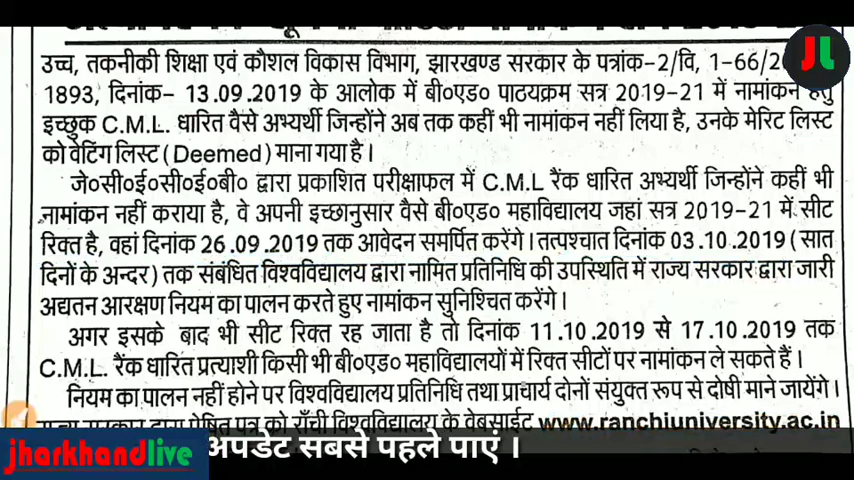 उच्च, तकनीकी शिक्षा एवं कौशल विकास विभाग, झारखण्ड सरकार के पत्रांक-2/वि, 1-66/2
1893, दिनांक- 13.09.2019 के आलोक में बी०एड० पाठ्यक्रम सत्र 2019-21 में नामांकन हेतु
इच्छुक C.M.L. धारित वैसे अभ्यर्थी जिन्होंने अब तक कहीं भी नामांकन नहीं लिया है, उनके मेरिट लिस्ट
को वेटिंग लिस्ट (Deemed) माना गया है।
जे०सी०ई०सी०ई०बी० द्वारा प्रकाशित परीक्षाफल में C.M.L रैंक धारित अभ्यर्थी जिन्होंने कहीं भी
नामांकन नहीं कराया है, वे अपनी इच्छानुसार वैसे बी०एड० महाविद्यालय जहां सत्र 2019-21 में सीट
रिक्त है, वहां दिनांक 26.09.2019 तक आवेदन समर्पित करेंगे। तत्पश्चात दिनांक 03.10.2019 (सात
दिनों के अन्दर) तक संबंधित विश्वविद्यालय द्वारा नामित प्रतिनिधि की उपस्थिति में राज्य सरकार द्वारा जारी
अद्यतन आरक्षण नियम का पालन करते हुए नामांकन सुनिश्चित करेंगे।
अगर इसके बाद भी सीट रिक्त रह जाता है तो दिनांक 11.10.2019 से 17.10.2019 तक
C.M.L. रैंक धारित प्रत्याशी किसी भी बी०एड० महाविद्यालयों में रिक्त सीटों पर नामांकन ले सकते हैं।
नियम का पालन नहीं होने पर विश्वविद्यालय प्रतिनिधि तथा प्राचार्य दोनों संयुक्त रूप से दोषी माने जायेंगे।
सरकार द्वारा प्रेषित पत्र को राँची विश्वविद्यालय के वेबसाईट www.ranchiuniversity.ac.in
अपडेट सबसे पहले पाएं ।
jharkhandlive
JL